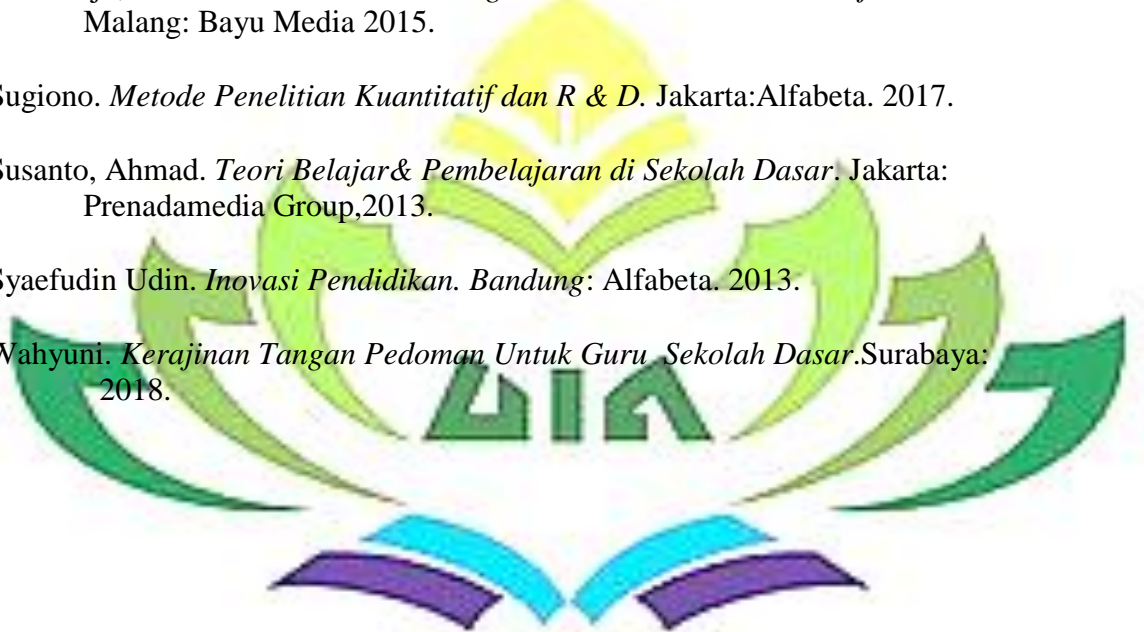 Malang: Bayu Media 2015.
Sugiono. Metode Penelitian Kuantitatif dan R & D. Jakarta:Alfabeta. 2017.
Susanto, Ahmad. Teori Belajar& Pembelajaran di Sekolah Dasar. Jakarta:
Prenadamedia Group,2013.
Syaefudin Udin. Inovasi Pendidikan. Bandung: Alfabeta. 2013.
Wahyuni. Kerajinan Tangan Pedoman Untuk Guru Sekolah Dasar.Surabaya:
2018.